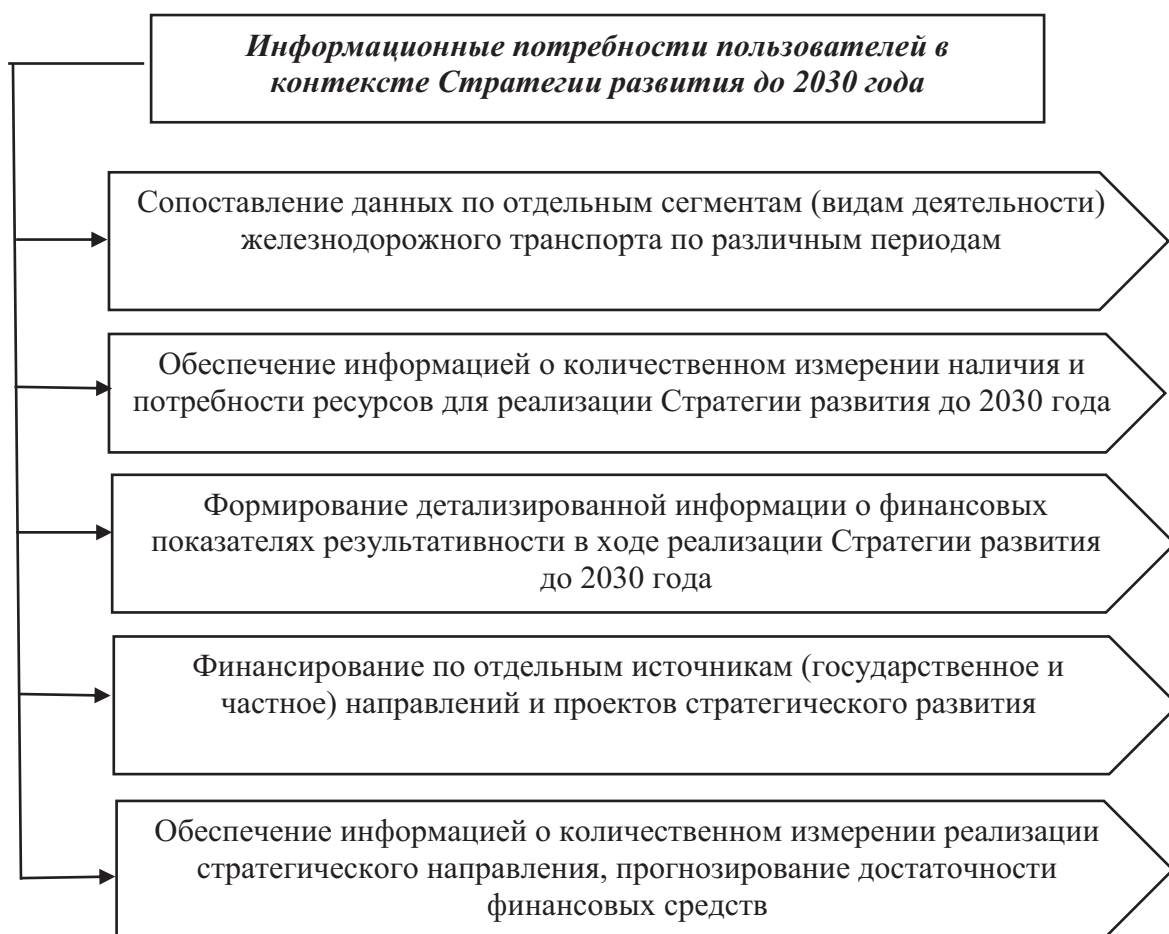 Информационные потребности пользователей в
контексте Стратегии развития до 2030 года
Сопоставление данных по отдельным сегментам (видам деятельности)
железнодорожного транспорта по различным периодам
Обеспечение информацией о количественном измерении наличия и
потребности ресурсов для реализации Стратегии развития до 2030 года
Формирование детализированной информации о финансовых
показателях результативности в ходе реализации Стратегии развития
до 2030 года
Финансирование по отдельным источникам (государственное и
частное) направлений и проектов стратегического развития
Обеспечение информацией о количественном измерении реализации
стратегического направления, прогнозирование достаточности
финансовых средств